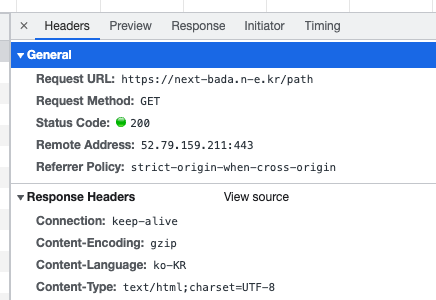 × Headers Preview Response Initiator Timing
▼ General
Request URL: https://next-bada.n-e.kr/path
Request Method: GET
Status Code: 200
Remote Address: 52.79.159.211:443
Referrer Policy: strict-origin-when-cross-origin
▼ Response Headers View source
Connection: keep-alive
Content-Encoding: gzip
Content-Language: ko-KR
Content-Type: text/html;charset=UTF-8